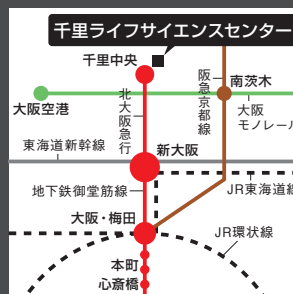 千里ライフサイエンスセンター
千里中央
阪急京都線
南茨木
大阪空港
北大阪急行
大阪
モノレール
東海道新幹線
新大阪
地下鉄御堂筋線
JR東海道線
大阪・梅田
JR環状線
本町
心斎橋